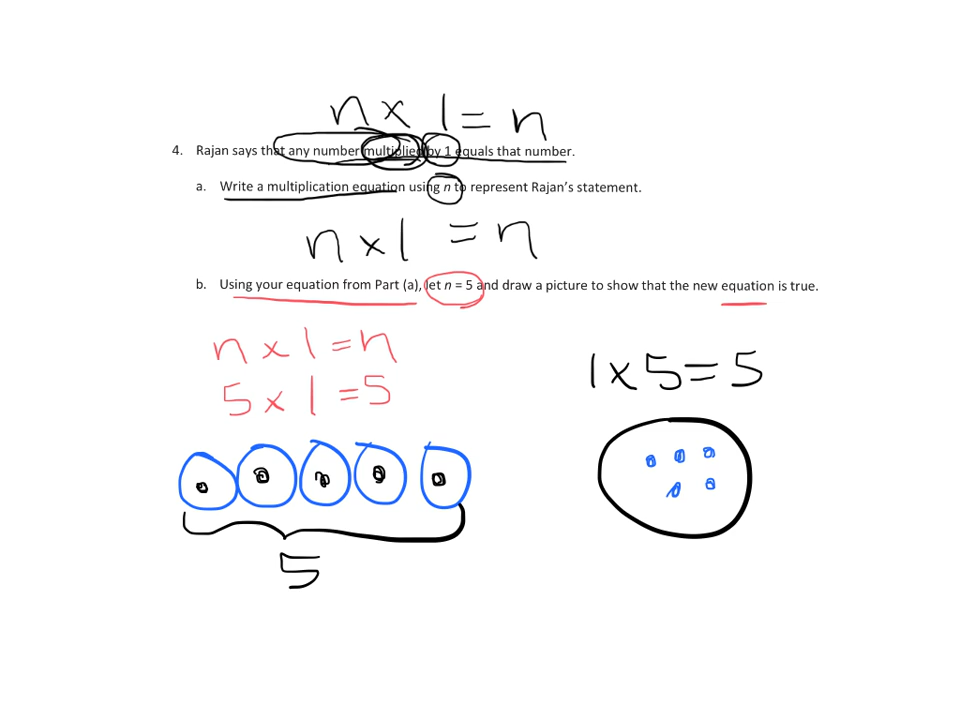 n x 1 = n
4. Rajan says that any number multiplied by 1 equals that number.
a. Write a multiplication equation using n to represent Rajan's statement.
n x 1 = n
b. Using your equation from Part (a), let n = 5 and draw a picture to show that the new equation is true.
n x 1 = n
5 x 1 = 5
1 x 5 = 5
5